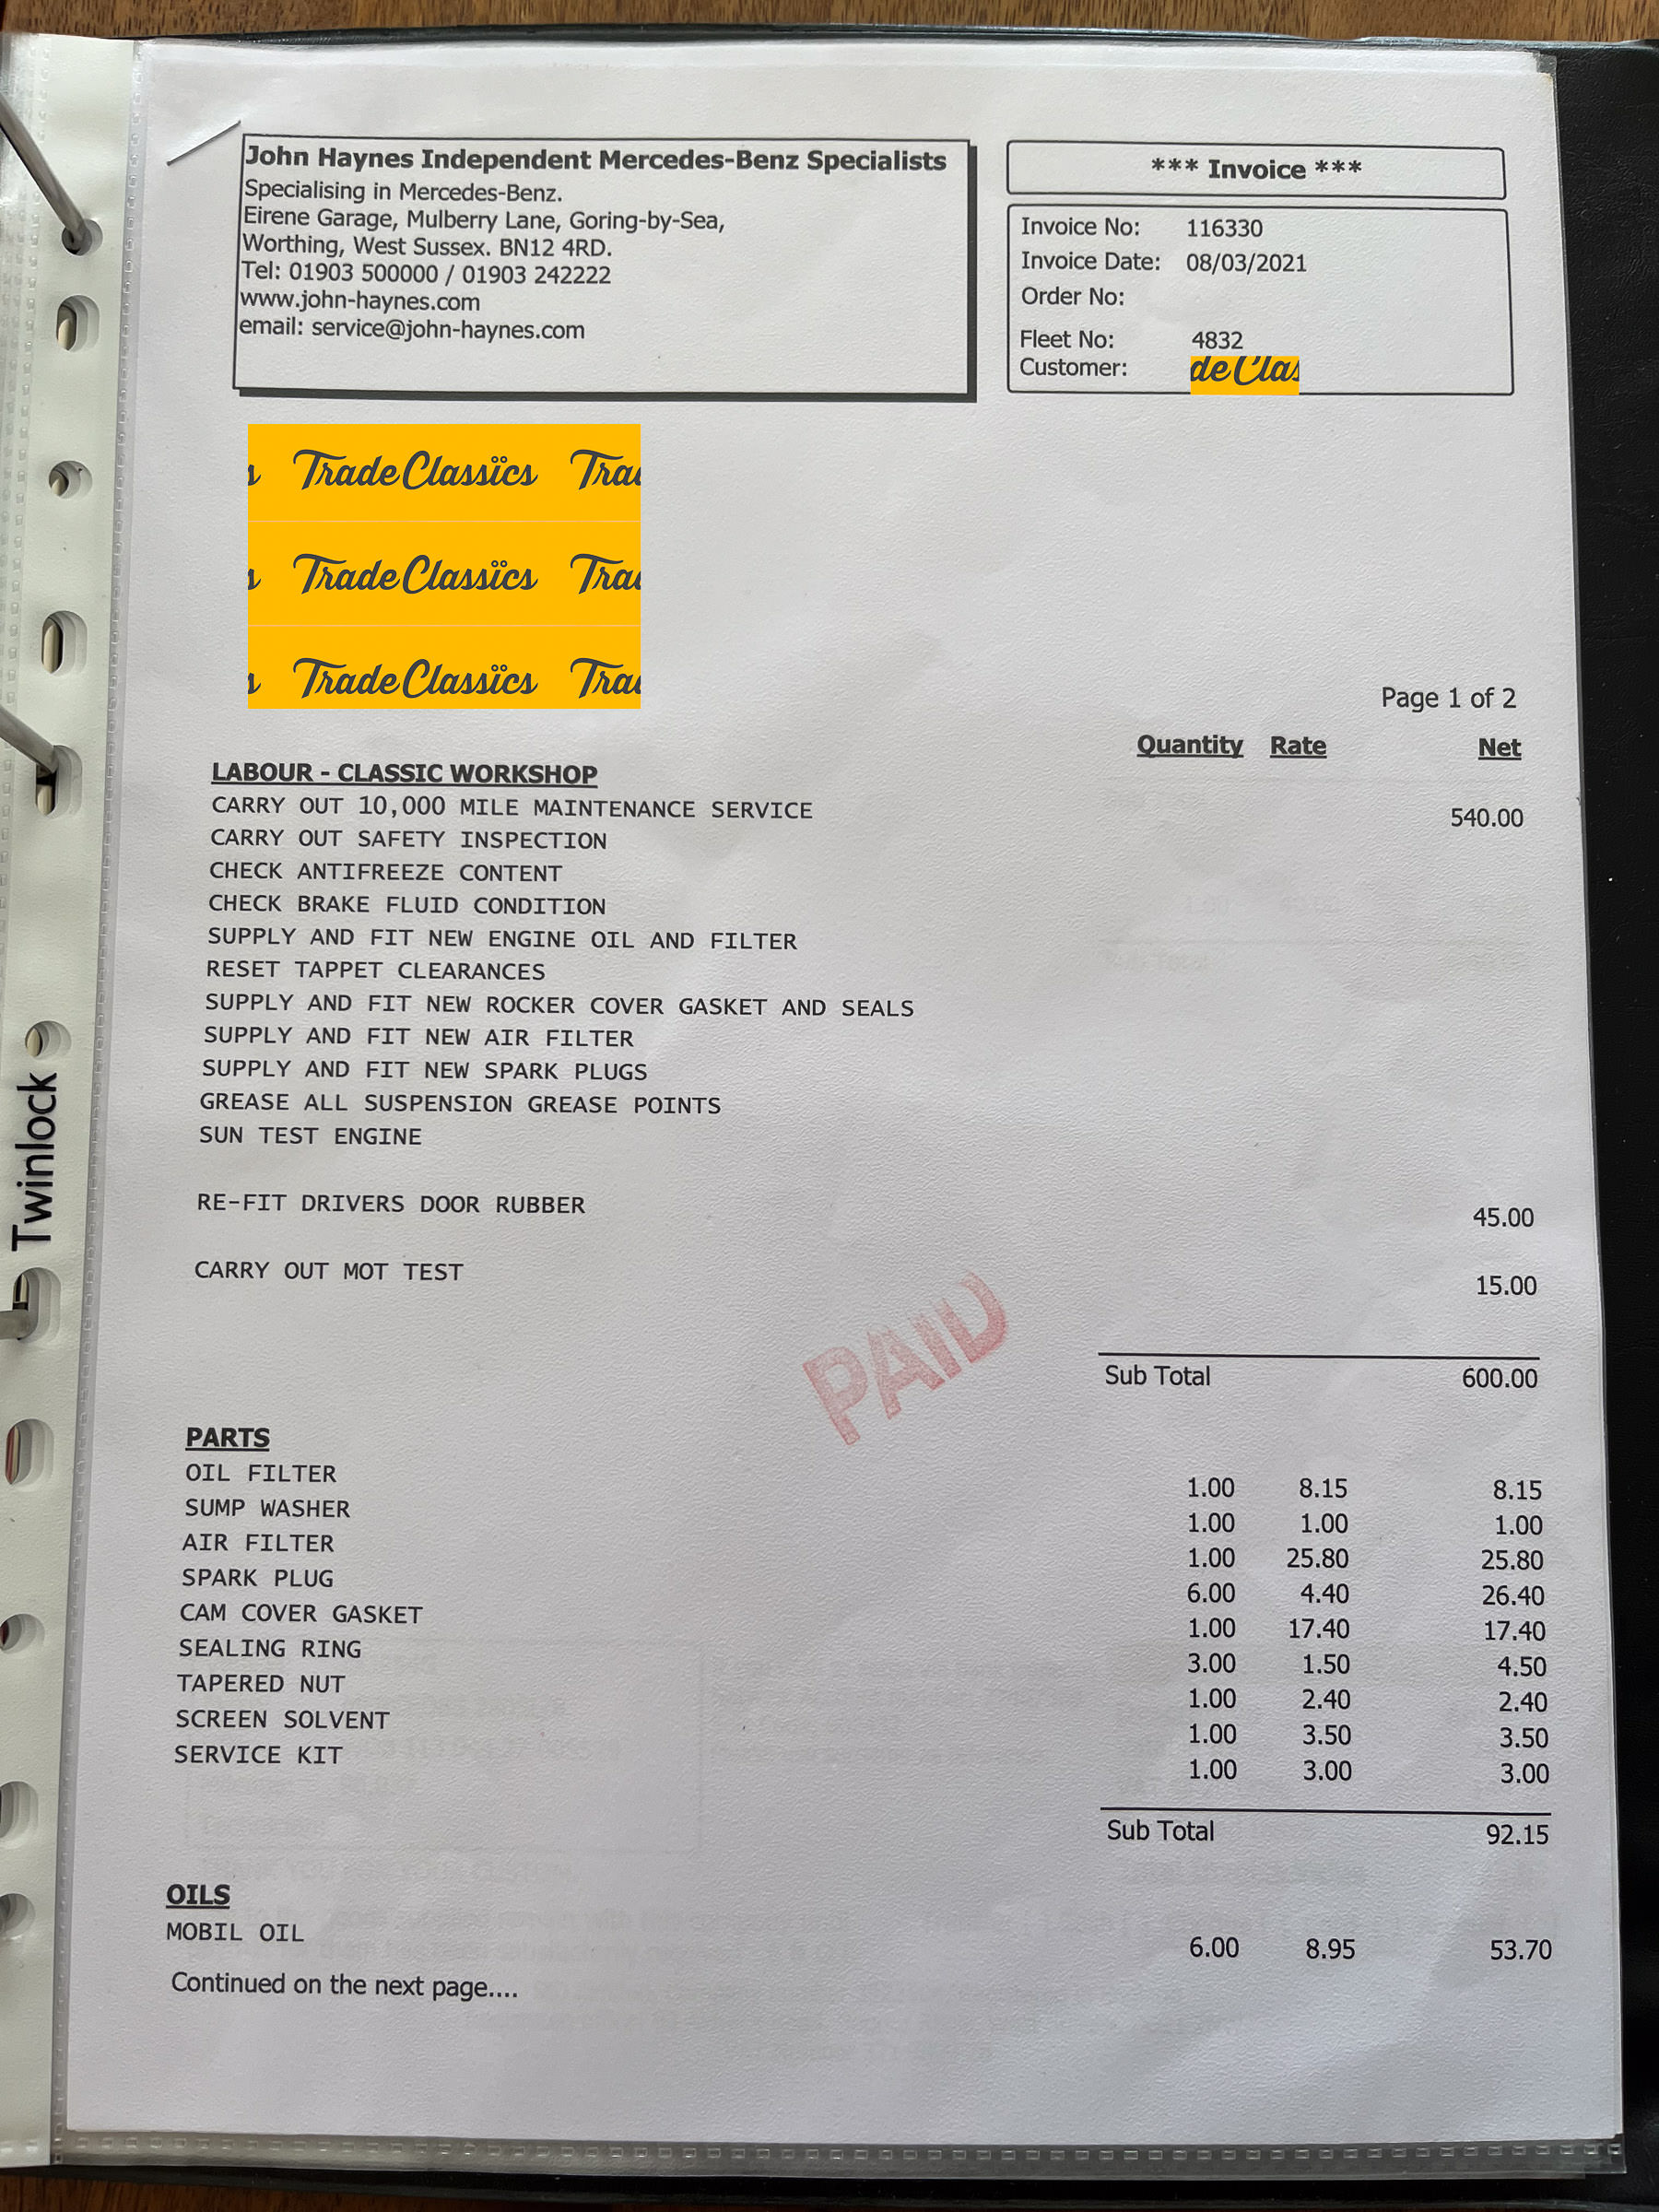 John Haynes Independent Mercedes-Benz Specialists
Specialising in Mercedes-Benz.
Eirene Garage, Mulberry Lane, Goring-by-Sea,
Worthing, West Sussex. BN12 4RD.
Tel: 01903 500000 / 01903 242222
www.john-haynes.com
email: service@john-haynes.com
*** Invoice ***
Invoice No: 116330
Invoice Date: 08/03/2021
Order No:
Fleet No: 4832
Customer: de Clas
s Trade Classics Tra
s Trade Classics Tra
s Trade Classics Tra
Page 1 of 2
Quantity Rate Net
LABOUR - CLASSIC WORKSHOP
CARRY OUT 10,000 MILE MAINTENANCE SERVICE 540.00
CARRY OUT SAFETY INSPECTION
CHECK ANTIFREEZE CONTENT
CHECK BRAKE FLUID CONDITION
SUPPLY AND FIT NEW ENGINE OIL AND FILTER
RESET TAPPET CLEARANCES
SUPPLY AND FIT NEW ROCKER COVER GASKET AND SEALS
SUPPLY AND FIT NEW AIR FILTER
SUPPLY AND FIT NEW SPARK PLUGS
GREASE ALL SUSPENSION GREASE POINTS
SUN TEST ENGINE
RE-FIT DRIVERS DOOR RUBBER 45.00
CARRY OUT MOT TEST 15.00
PAID
Sub Total 600.00
PARTS
OIL FILTER 1.00 8.15 8.15
SUMP WASHER 1.00 1.00 1.00
AIR FILTER 1.00 25.80 25.80
SPARK PLUG 6.00 4.40 26.40
CAM COVER GASKET 1.00 17.40 17.40
SEALING RING 3.00 1.50 4.50
TAPERED NUT 1.00 2.40 2.40
SCREEN SOLVENT 1.00 3.50 3.50
SERVICE KIT 1.00 3.00 3.00
Sub Total 92.15
OILS
MOBIL OIL 6.00 8.95 53.70
Continued on the next page....
Twinlock